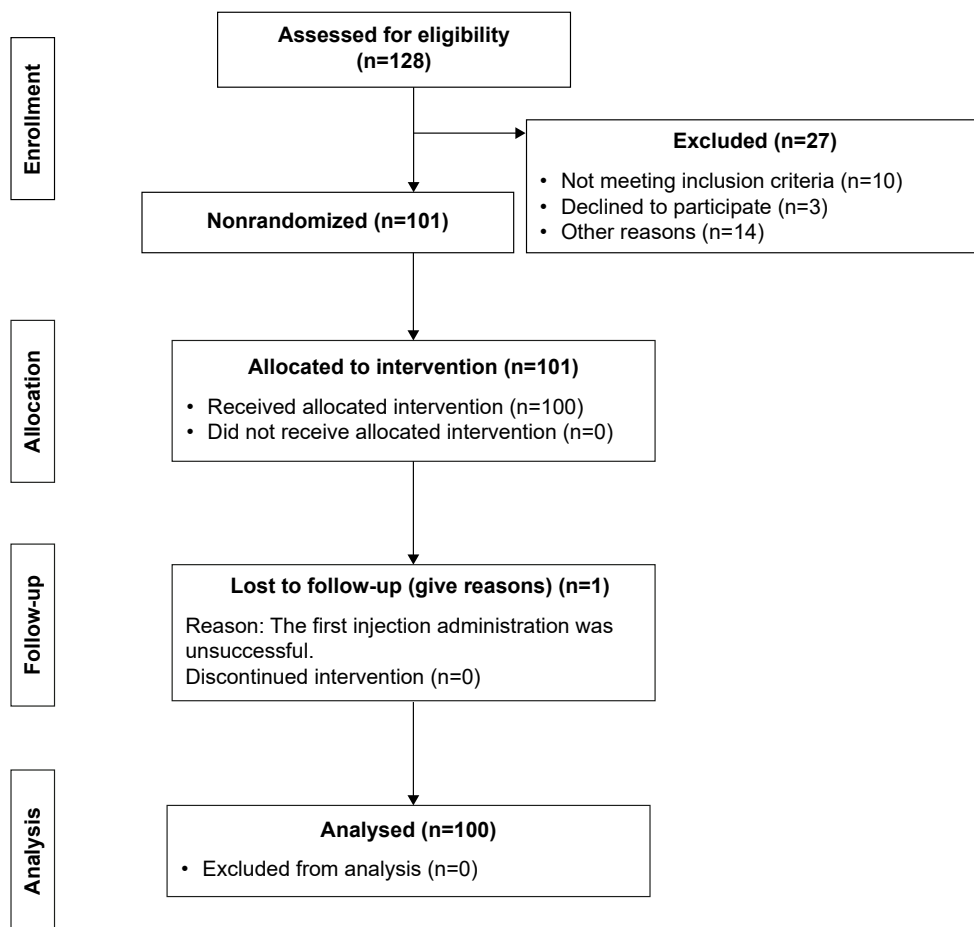 Enrollment
Assessed for eligibility
(n=128)
Excluded (n=27)
• Not meeting inclusion criteria (n=10)
• Declined to participate (n=3)
• Other reasons (n=14)
Nonrandomized (n=101)
Allocation
Allocated to intervention (n=101)
• Received allocated intervention (n=100)
• Did not receive allocated intervention (n=0)
Follow-up
Lost to follow-up (give reasons) (n=1)
Reason: The first injection administration was
unsuccessful.
Discontinued intervention (n=0)
Analysis
Analysed (n=100)
• Excluded from analysis (n=0)